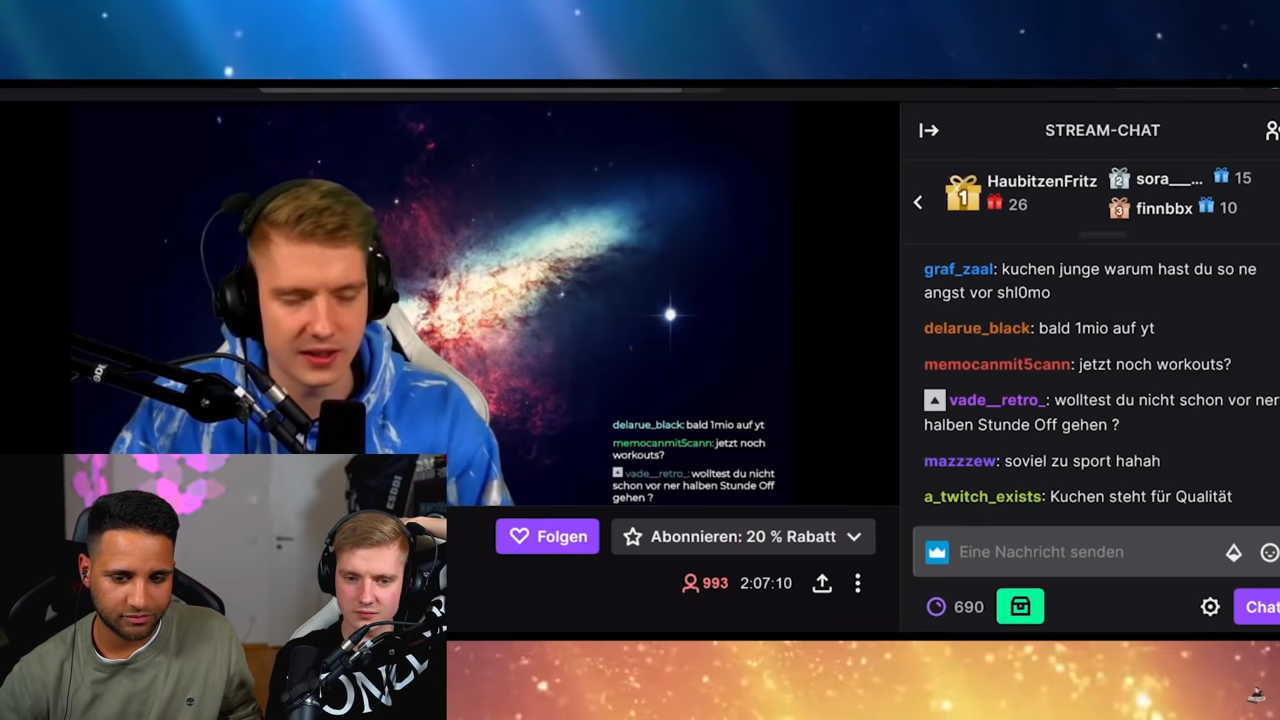 STREAM-CHAT
HaubitzenFritz
26
1
2
sora___...
15
3
finnbbx
10
graf_zaal: kuchen junge warum hast du so ne
angst vor shl0mo
delarue_black: bald 1mio auf yt
memocanmit5cann: jetzt noch workouts?
vade__retro_: wolltest du nicht schon vor ner
halben Stunde Off gehen ?
mazzzew: soviel zu sport hahah
a_twitch_exists: Kuchen steht für Qualität
Eine Nachricht senden
690
Chat
delarue_black: bald 1mio auf yt
memocanmit5cann: jetzt noch
workouts?
vade__retro_: wolltest du nicht
schon vor ner halben Stunde Off
gehen ?
Folgen
Abonnieren: 20 % Rabatt
993 2:07:10
ESDDI